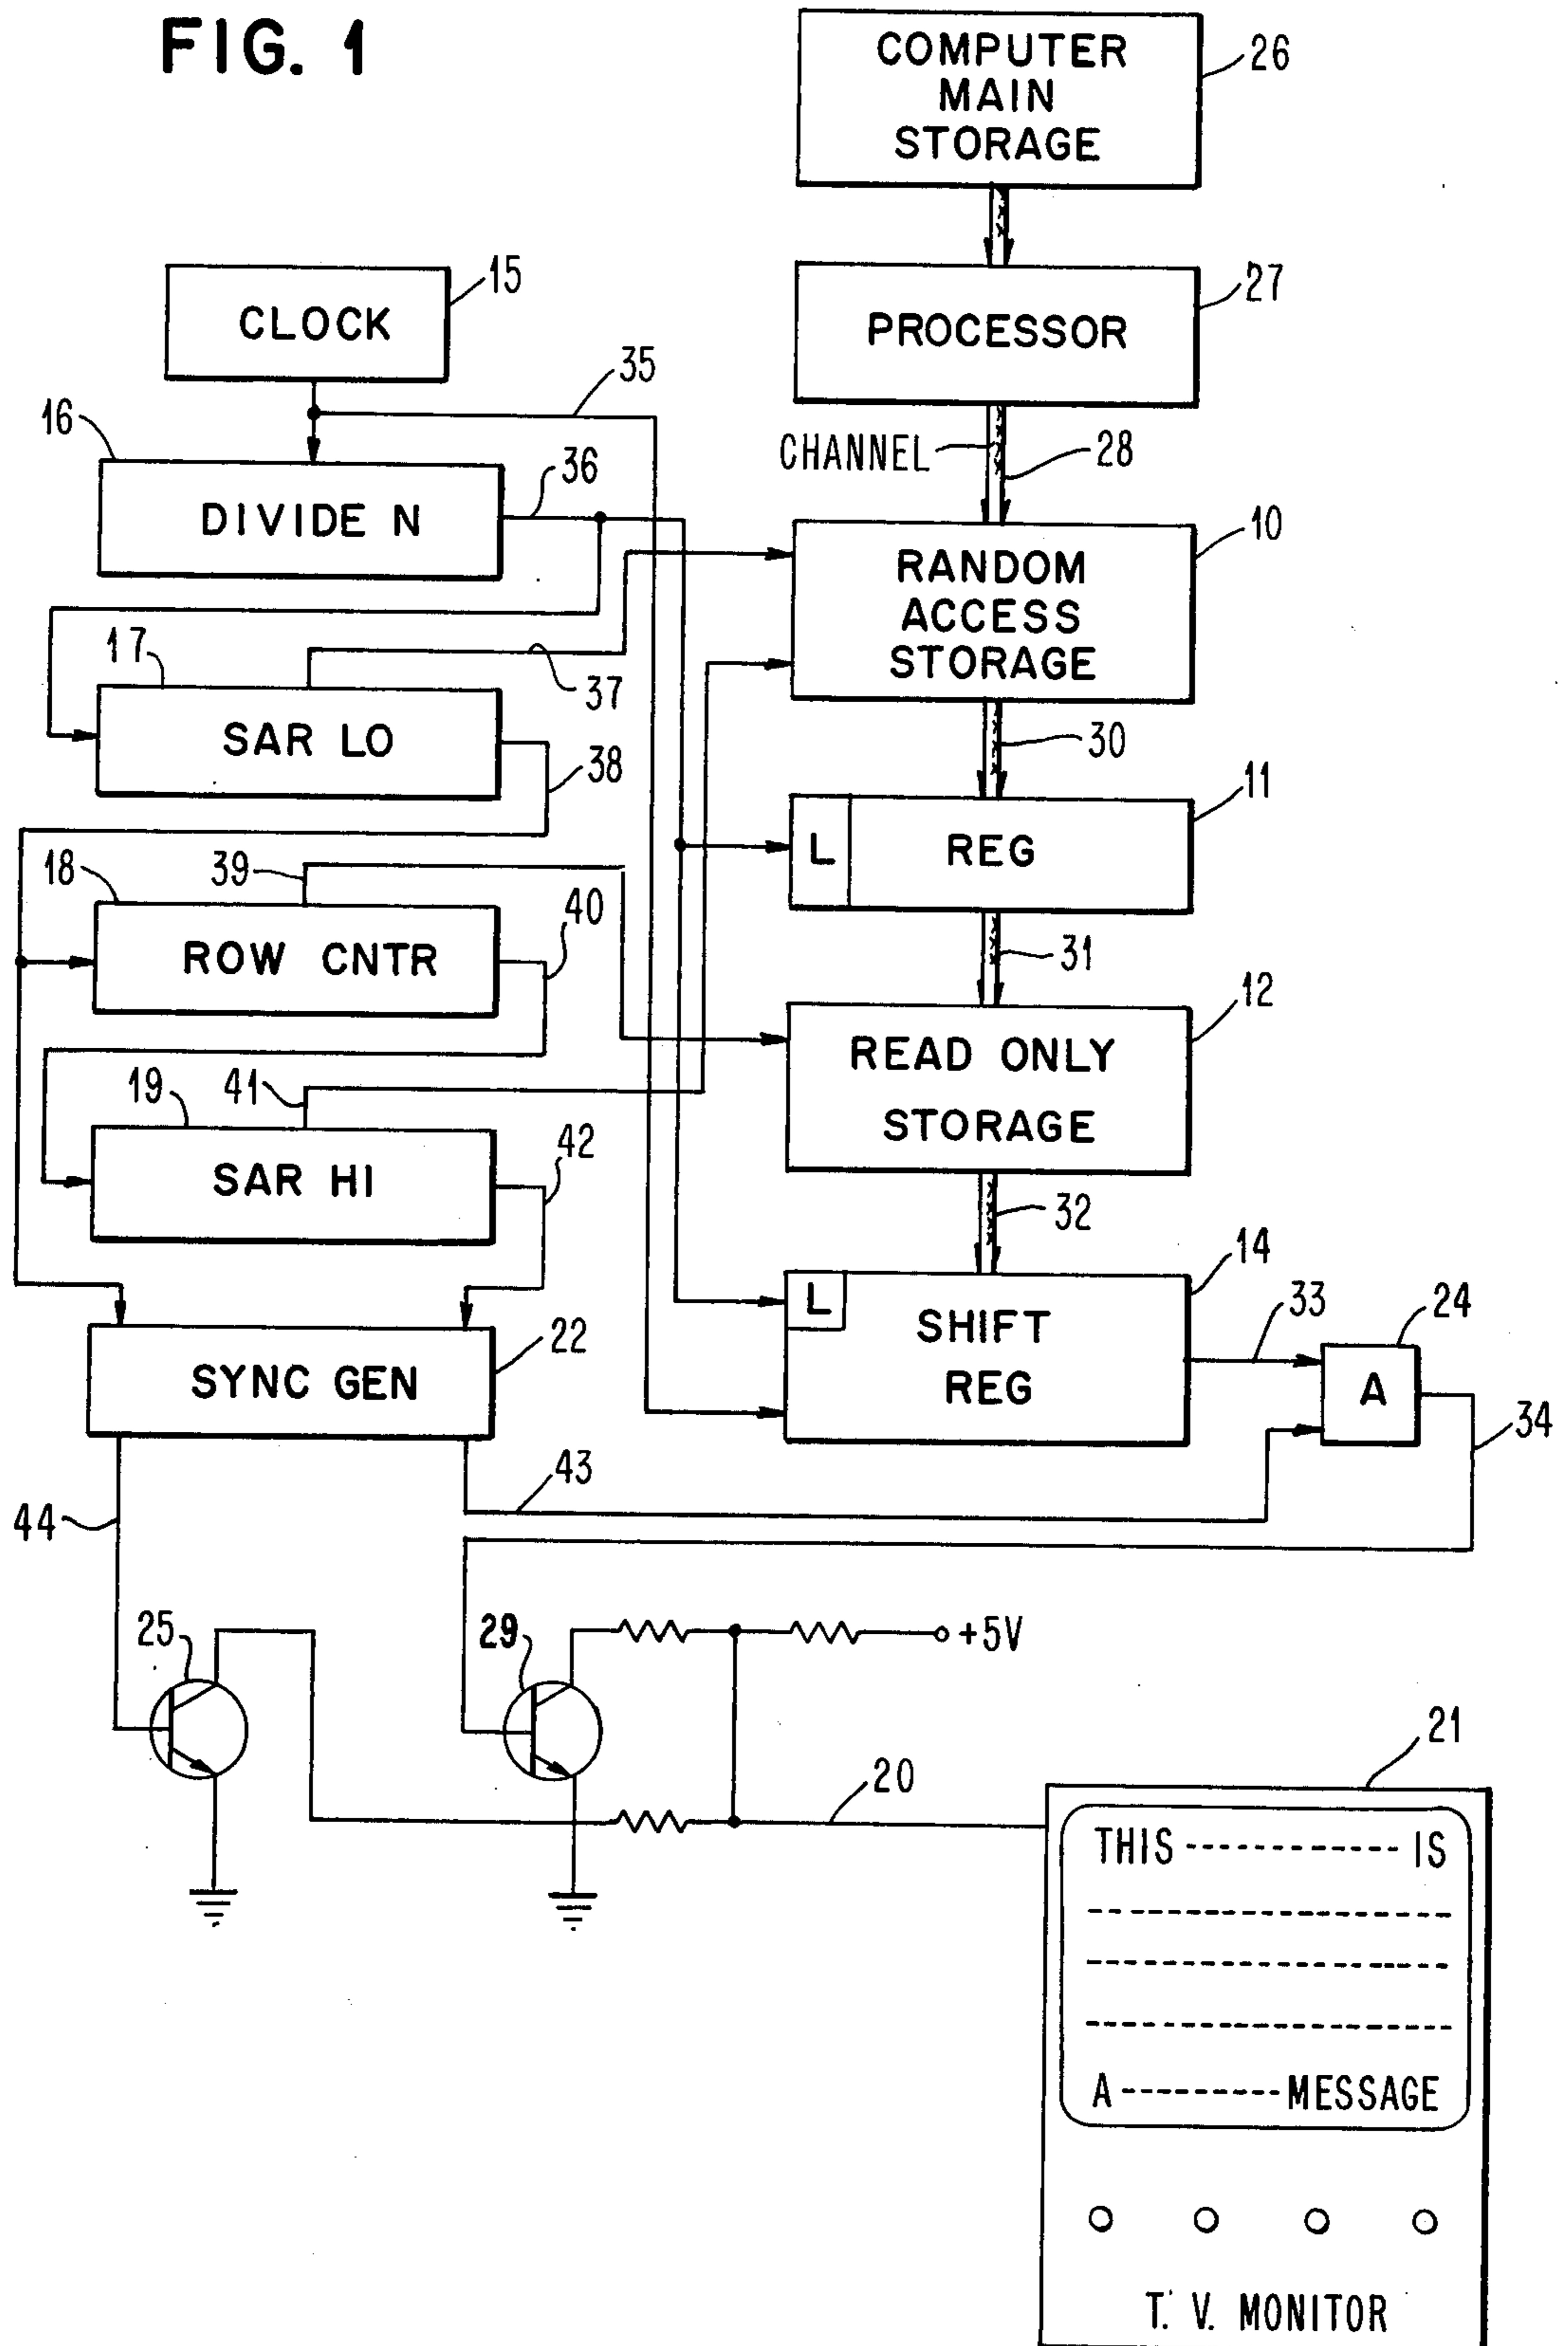 FIG. 1
COMPUTER
MAIN
STORAGE
26
PROCESSOR
27
CLOCK
15
35
CHANNEL
28
16
DIVIDE N
36
RANDOM
ACCESS
STORAGE
10
17
SAR LO
37
38
30
L
REG
11
18
39
ROW CNTR
40
31
READ ONLY
STORAGE
12
19
41
SAR HI
42
32
L
SHIFT
REG
14
33
24
A
34
SYNC GEN
22
43
44
25
29
+5V
20
21
THIS ----------- IS
A --------- MESSAGE
T. V. MONITOR